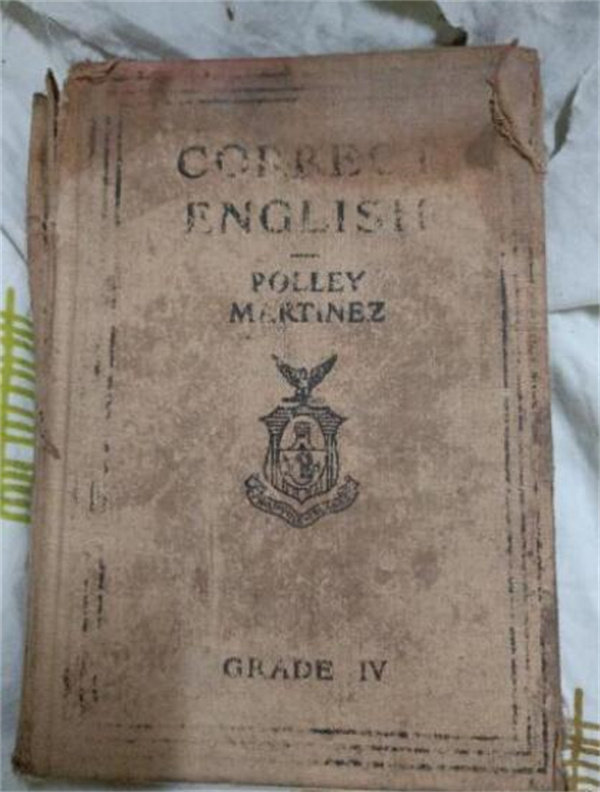 CORRECT
ENGLISH
POLLEY
MARTINEZ
GRADE IV